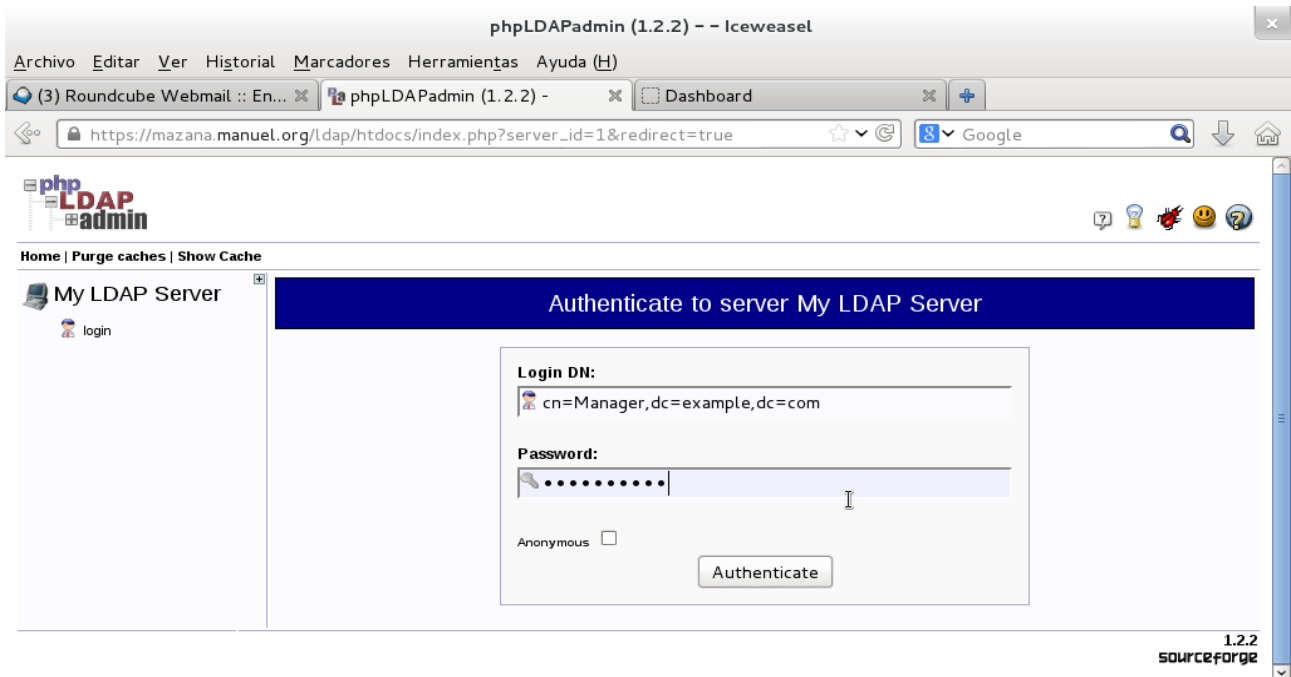 phpLDAPadmin (1.2.2) – – Iceweasel
Archivo Editar Ver Historial Marcadores Herramientas Ayuda (H)
(3) Roundcube Webmail :: En... phpLDAPadmin (1.2.2) - Dashboard
https://mazana.manuel.org/ldap/htdocs/index.php?server_id=1&redirect=true Google
php
LDAP
admin
Home | Purge caches | Show Cache
My LDAP Server
login
Authenticate to server My LDAP Server
Login DN:
cn=Manager,dc=example,dc=com
Password:
••••••••••
Anonymous
Authenticate
1.2.2
sourceforge